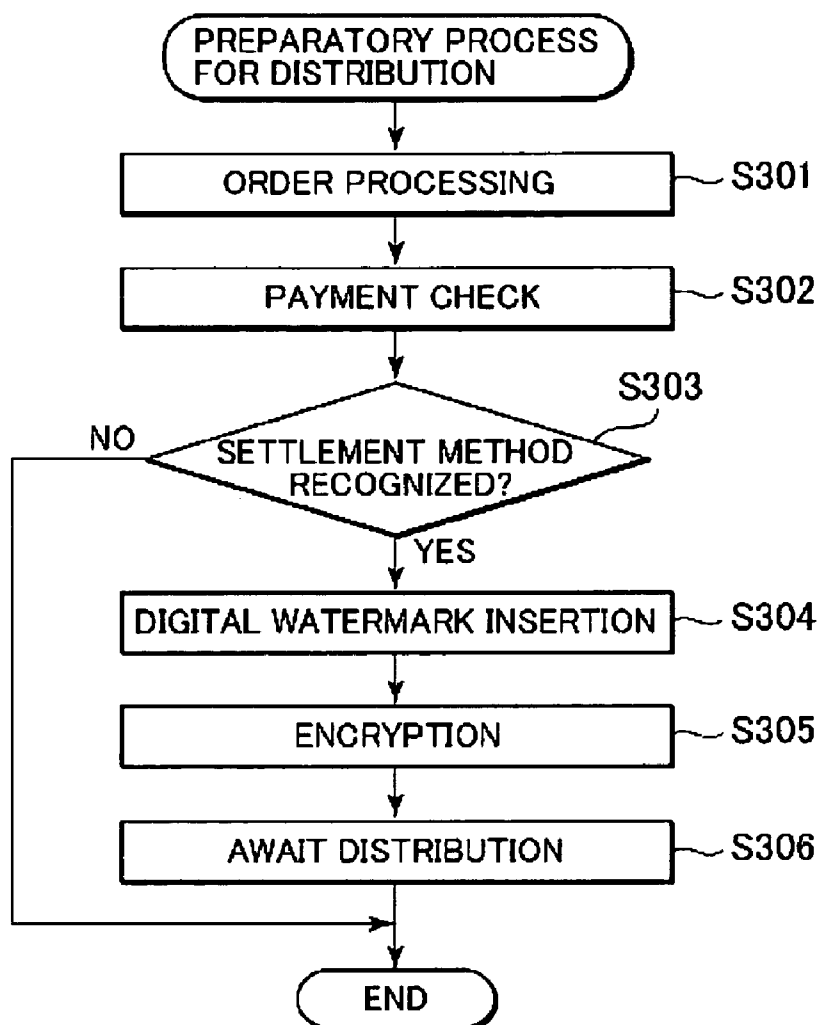 PREPARATORY PROCESS
FOR DISTRIBUTION
ORDER PROCESSING
S301
PAYMENT CHECK
S302
S303
NO
SETTLEMENT METHOD
RECOGNIZED?
YES
DIGITAL WATERMARK INSERTION
S304
ENCRYPTION
S305
AWAIT DISTRIBUTION
S306
END